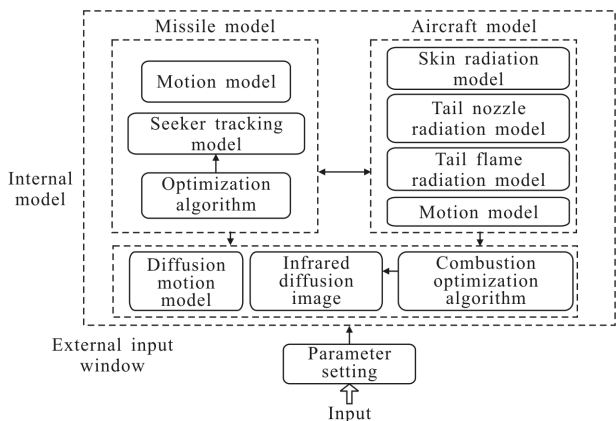 Missile model
Aircraft model
Motion model
Seeker tracking
model
Optimization
algorithm
Skin radiation
model
Tail nozzle
radiation model
Tail flame
radiation model
Motion model
Internal
model
Diffusion
motion
model
Infrared
diffusion
image
Combustion
optimization
algorithm
External input
window
Parameter
setting
Input